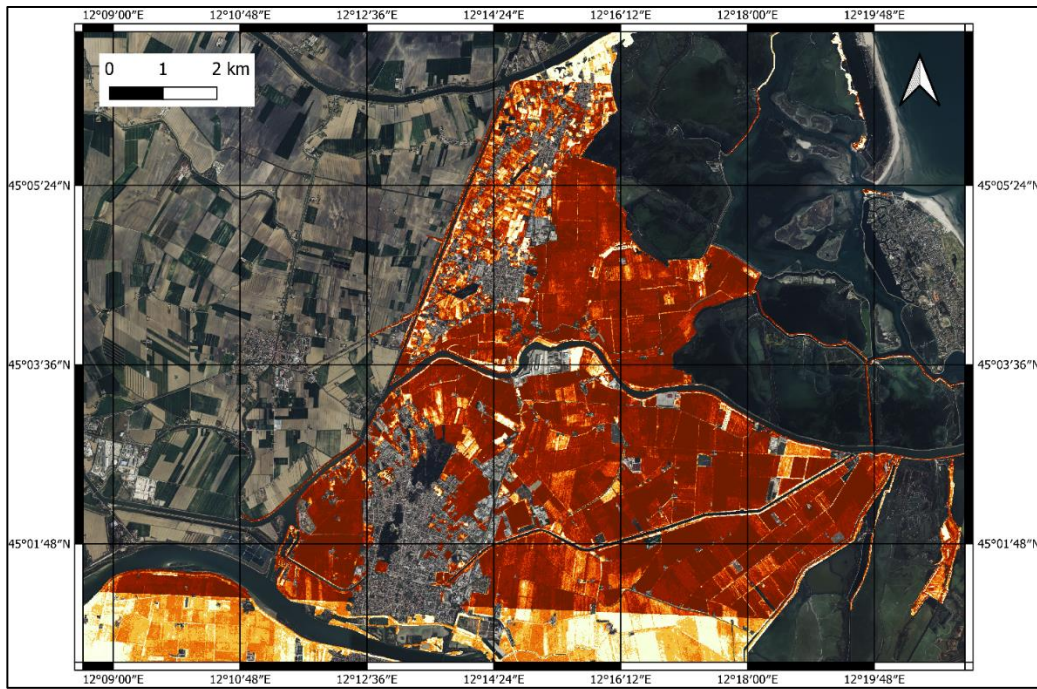 12°09′00″E 12°10′48″E 12°12′36″E 12°14′24″E 12°16′12″E 12°18′00″E 12°19′48″E
0 1 2 km
45°05′24″N 45°05′24″N
45°03′36″N 45°03′36″N
45°01′48″N 45°01′48″N
12°09′00″E 12°10′48″E 12°12′36″E 12°14′24″E 12°16′12″E 12°18′00″E 12°19′48″E